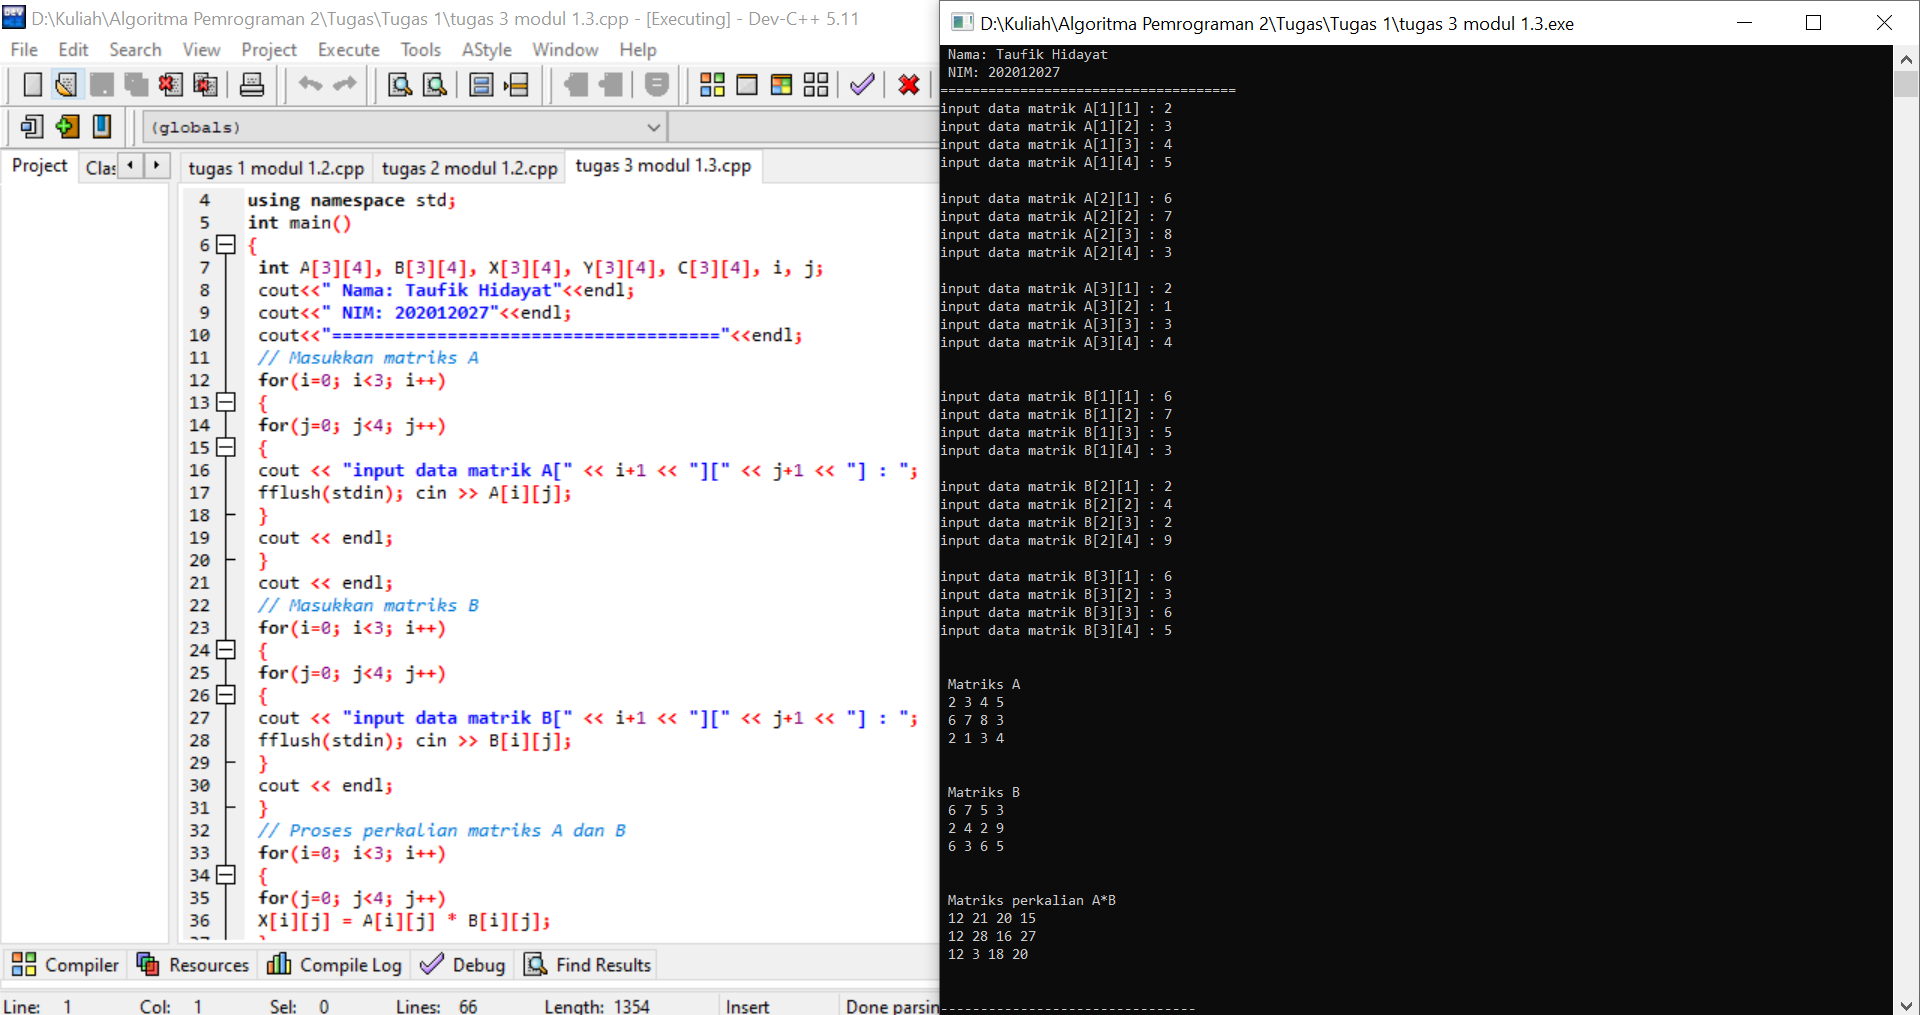 D:\Kuliah\Algoritma Pemrograman 2\Tugas\Tugas 1\tugas 3 modul 1.3.cpp - [Executing] - Dev-C++ 5.11
File Edit Search View Project Execute Tools AStyle Window Help
(globals)
Project Clas tugas 1 modul 1.2.cpp tugas 2 modul 1.2.cpp tugas 3 modul 1.3.cpp
4 using namespace std;
5 int main()
6 {
7 int A[3][4], B[3][4], X[3][4], Y[3][4], C[3][4], i, j;
8 cout<<" Nama: Taufik Hidayat"<<endl;
9 cout<<" NIM: 202012027"<<endl;
10 cout<<"====================================="<<endl;
11 // Masukkan matriks A
12 for(i=0; i<3; i++)
13 {
14 for(j=0; j<4; j++)
15 {
16 cout << "input data matrik A[" << i+1 << "][" << j+1 << "] : ";
17 fflush(stdin); cin >> A[i][j];
18 }
19 cout << endl;
20 }
21 cout << endl;
22 // Masukkan matriks B
23 for(i=0; i<3; i++)
24 {
25 for(j=0; j<4; j++)
26 {
27 cout << "input data matrik B[" << i+1 << "][" << j+1 << "] : ";
28 fflush(stdin); cin >> B[i][j];
29 }
30 cout << endl;
31 }
32 // Proses perkalian matriks A dan B
33 for(i=0; i<3; i++)
34 {
35 for(j=0; j<4; j++)
36 X[i][j] = A[i][j] * B[i][j];
Compiler Resources Compile Log Debug Find Results
Line: 1 Col: 1 Sel: 0 Lines: 66 Length: 1354 Insert Done parsin
D:\Kuliah\Algoritma Pemrograman 2\Tugas\Tugas 1\tugas 3 modul 1.3.exe
Nama: Taufik Hidayat
NIM: 202012027
=====================================
input data matrik A[1][1] : 2
input data matrik A[1][2] : 3
input data matrik A[1][3] : 4
input data matrik A[1][4] : 5
input data matrik A[2][1] : 6
input data matrik A[2][2] : 7
input data matrik A[2][3] : 8
input data matrik A[2][4] : 3
input data matrik A[3][1] : 2
input data matrik A[3][2] : 1
input data matrik A[3][3] : 3
input data matrik A[3][4] : 4
input data matrik B[1][1] : 6
input data matrik B[1][2] : 7
input data matrik B[1][3] : 5
input data matrik B[1][4] : 3
input data matrik B[2][1] : 2
input data matrik B[2][2] : 4
input data matrik B[2][3] : 2
input data matrik B[2][4] : 9
input data matrik B[3][1] : 6
input data matrik B[3][2] : 3
input data matrik B[3][3] : 6
input data matrik B[3][4] : 5
Matriks A
2 3 4 5
6 7 8 3
2 1 3 4
Matriks B
6 7 5 3
2 4 2 9
6 3 6 5
Matriks perkalian A*B
12 21 20 15
12 28 16 27
12 3 18 20
--------------------------------